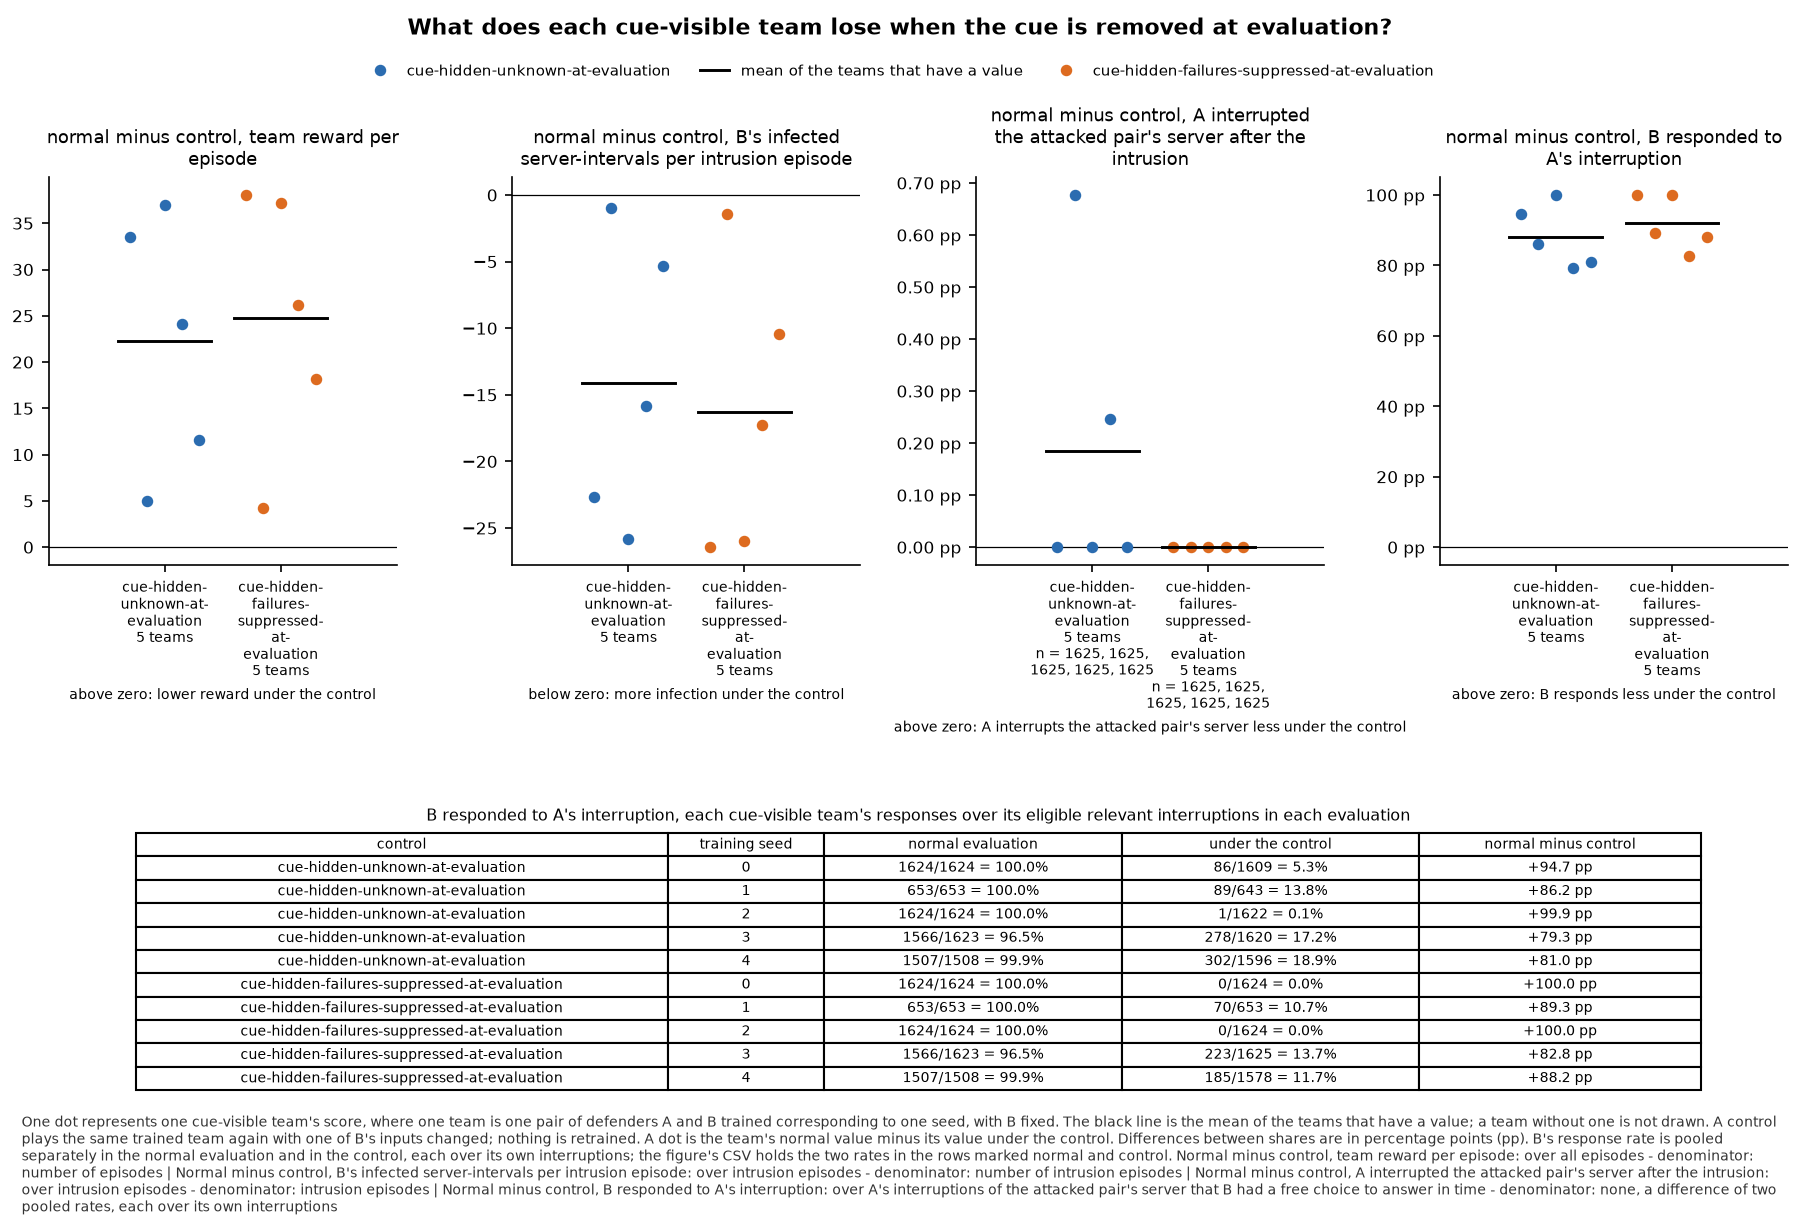 What does each cue-visible team lose when the cue is removed at evaluation?
cue-hidden-unknown-at-evaluation
mean of the teams that have a value
cue-hidden-failures-suppressed-at-evaluation
normal minus control, team reward per
episode
35
30
25
20
15
10
5
0
cue-hidden-
unknown-at-
evaluation
5 teams
cue-hidden-
failures-
suppressed-
at-
evaluation
5 teams
above zero: lower reward under the control
normal minus control, B's infected
server-intervals per intrusion episode
0
−5
−10
−15
−20
−25
cue-hidden-
unknown-at-
evaluation
5 teams
cue-hidden-
failures-
suppressed-
at-
evaluation
5 teams
below zero: more infection under the control
normal minus control, A interrupted
the attacked pair's server after the
intrusion
0.70 pp
0.60 pp
0.50 pp
0.40 pp
0.30 pp
0.20 pp
0.10 pp
0.00 pp
cue-hidden-
unknown-at-
evaluation
5 teams
n = 1625, 1625,
1625, 1625, 1625
cue-hidden-
failures-
suppressed-
at-
evaluation
5 teams
n = 1625, 1625,
1625, 1625, 1625
above zero: A interrupts the attacked pair's server less under the control
normal minus control, B responded to
A's interruption
100 pp
80 pp
60 pp
40 pp
20 pp
0 pp
cue-hidden-
unknown-at-
evaluation
5 teams
cue-hidden-
failures-
suppressed-
at-
evaluation
5 teams
above zero: B responds less under the control
B responded to A's interruption, each cue-visible team's responses over its eligible relevant interruptions in each evaluation
control training seed normal evaluation under the control normal minus control
cue-hidden-unknown-at-evaluation 0 1624/1624 = 100.0% 86/1609 = 5.3% +94.7 pp
cue-hidden-unknown-at-evaluation 1 653/653 = 100.0% 89/643 = 13.8% +86.2 pp
cue-hidden-unknown-at-evaluation 2 1624/1624 = 100.0% 1/1622 = 0.1% +99.9 pp
cue-hidden-unknown-at-evaluation 3 1566/1623 = 96.5% 278/1620 = 17.2% +79.3 pp
cue-hidden-unknown-at-evaluation 4 1507/1508 = 99.9% 302/1596 = 18.9% +81.0 pp
cue-hidden-failures-suppressed-at-evaluation 0 1624/1624 = 100.0% 0/1624 = 0.0% +100.0 pp
cue-hidden-failures-suppressed-at-evaluation 1 653/653 = 100.0% 70/653 = 10.7% +89.3 pp
cue-hidden-failures-suppressed-at-evaluation 2 1624/1624 = 100.0% 0/1624 = 0.0% +100.0 pp
cue-hidden-failures-suppressed-at-evaluation 3 1566/1623 = 96.5% 223/1625 = 13.7% +82.8 pp
cue-hidden-failures-suppressed-at-evaluation 4 1507/1508 = 99.9% 185/1578 = 11.7% +88.2 pp
One dot represents one cue-visible team's score, where one team is one pair of defenders A and B trained corresponding to one seed, with B fixed. The black line is the mean of the teams that have a value; a team without one is not drawn. A control
plays the same trained team again with one of B's inputs changed; nothing is retrained. A dot is the team's normal value minus its value under the control. Differences between shares are in percentage points (pp). B's response rate is pooled
separately in the normal evaluation and in the control, each over its own interruptions; the figure's CSV holds the two rates in the rows marked normal and control. Normal minus control, team reward per episode: over all episodes - denominator:
number of episodes | Normal minus control, B's infected server-intervals per intrusion episode: over intrusion episodes - denominator: number of intrusion episodes | Normal minus control, A interrupted the attacked pair's server after the intrusion:
over intrusion episodes - denominator: intrusion episodes | Normal minus control, B responded to A's interruption: over A's interruptions of the attacked pair's server that B had a free choice to answer in time - denominator: none, a difference of two
pooled rates, each over its own interruptions